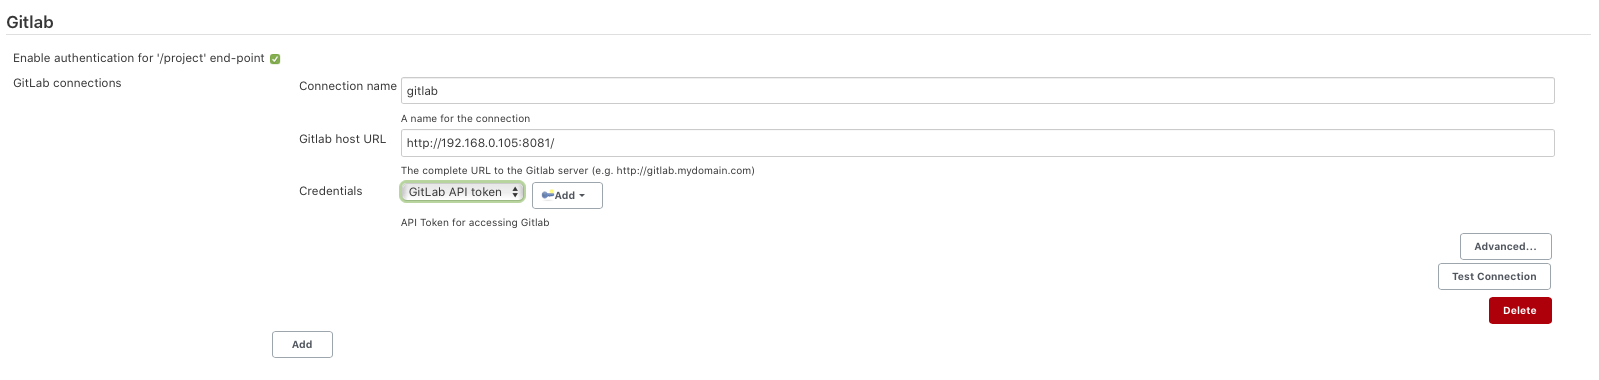 Gitlab
Enable authentication for '/project' end-point
GitLab connections
Connection name
gitlab
A name for the connection
Gitlab host URL
http://192.168.0.105:8081/
The complete URL to the Gitlab server (e.g. http://gitlab.mydomain.com)
Credentials
GitLab API token
Add
API Token for accessing Gitlab
Advanced...
Test Connection
Delete
Add